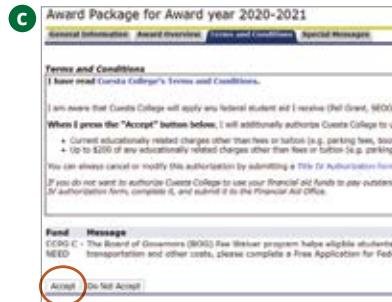 C
Award Package for Award year 2020-2021
General Information Award Overview Terms and Conditions Special Messages
Terms and Conditions
I have read Cuesta College's Terms and Conditions.
I am aware that Cuesta College will apply any federal student aid I receive (Pell Grant, SEOG
When I press the "Accept" button below, I will additionally authorize Cuesta College to
• Current educationally related charges other than fees or tuition (e.g. parking fees,
• Up to $200 of any educationally related charges other than fees or tuition (e.g. parking
You can always cancel or modify this authorization by submitting a Title IV Authorization form
If you do not want to authorize Cuesta College to use your financial aid funds to pay
IV authorization form, complete it, and submit it to the Financial Aid Office.
Fund Message
CCPG C - The Board of Governors (BOG) Fee Waiver program helps eligible students
NEED transportation and other costs, please complete a Free Application for
Accept Do Not Accept